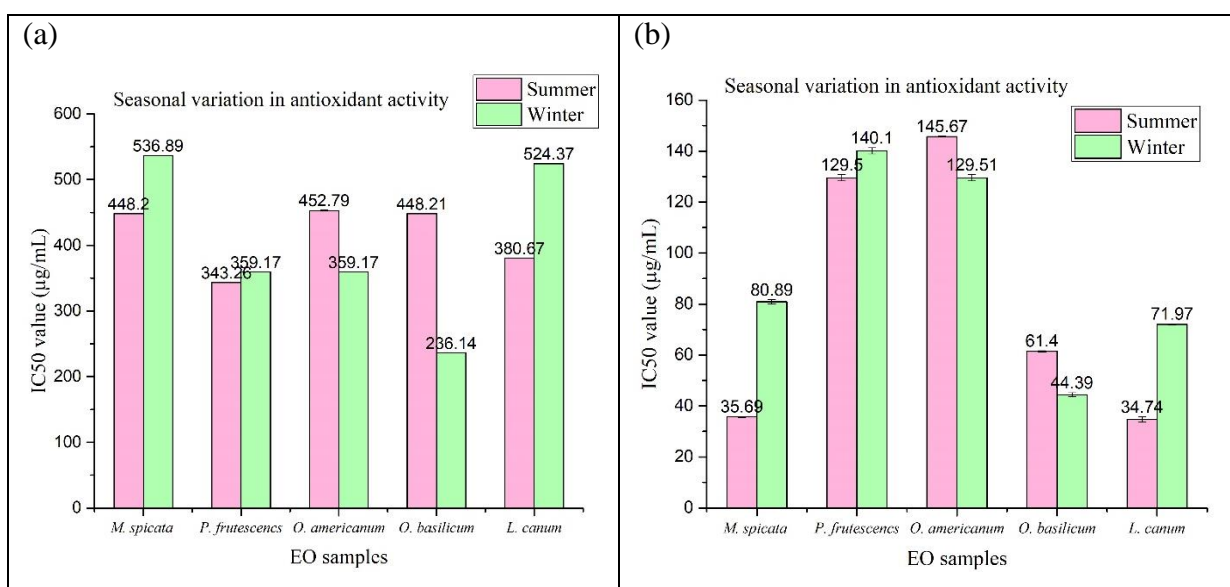 (a)
Seasonal variation in antioxidant activity
Summer
Winter
IC50 value (µg/mL)
600
500
400
300
200
100
0
448.2
536.89
343.26
359.17
452.79
359.17
448.21
236.14
380.67
524.37
M. spicata
P. frutescencs
O. americanum
O. basilicum
L. canum
EO samples
(b)
Seasonal variation in antioxidant activity
Summer
Winter
IC50 value (µg/mL)
160
140
120
100
80
60
40
20
0
35.69
80.89
129.5
140.1
145.67
129.51
61.4
44.39
34.74
71.97
M. spicata
P. frutescencs
O. americanum
O. basilicum
L. canum
EO samples